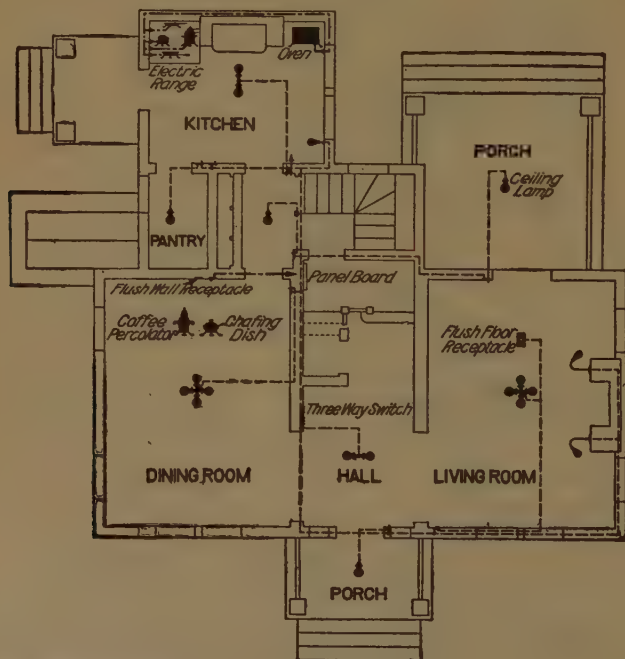 Electric
Range
Oven
KITCHEN
PORCH
Ceiling
Lamp
PANTRY
Flush Wall Receptacle
Panel Board
Coffee
Percolator
Chafing
Dish
Flush Floor
Receptacle
Three Way Switch
DINING ROOM
HALL
LIVING ROOM
PORCH